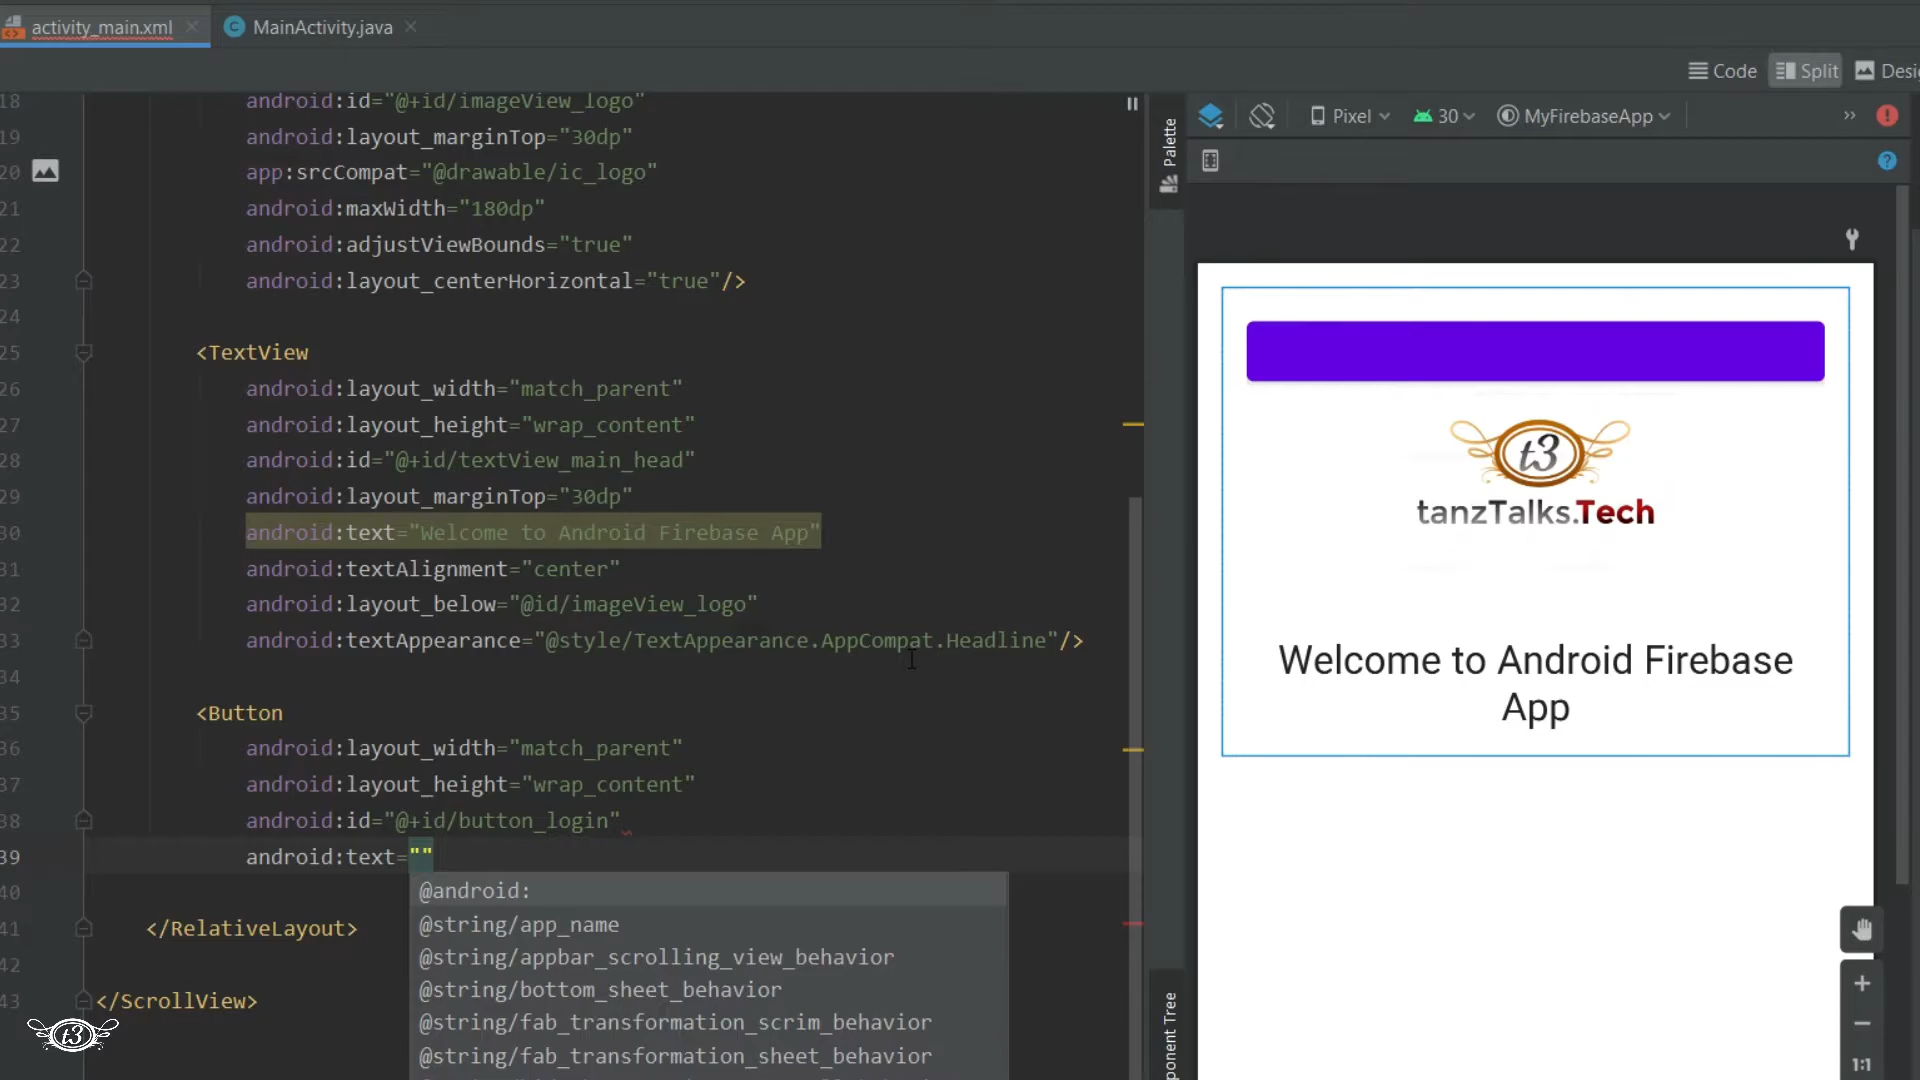 activity_main.xml
MainActivity.java
Code
Split
Desi
18 android:id="@+id/imageView_logo"
19 android:layout_marginTop="30dp"
20 app:srcCompat="@drawable/ic_logo"
21 android:maxWidth="180dp"
22 android:adjustViewBounds="true"
23 android:layout_centerHorizontal="true"/>
24
25 <TextView
26 android:layout_width="match_parent"
27 android:layout_height="wrap_content"
28 android:id="@+id/textView_main_head"
29 android:layout_marginTop="30dp"
30 android:text="Welcome to Android Firebase App"
31 android:textAlignment="center"
32 android:layout_below="@id/imageView_logo"
33 android:textAppearance="@style/TextAppearance.AppCompat.Headline"/>
34
35 <Button
36 android:layout_width="match_parent"
37 android:layout_height="wrap_content"
38 android:id="@+id/button_login"
39 android:text=""
40
41 </RelativeLayout>
42
43 </ScrollView>
@android:
@string/app_name
@string/appbar_scrolling_view_behavior
@string/bottom_sheet_behavior
@string/fab_transformation_scrim_behavior
@string/fab_transformation_sheet_behavior
t3
Palette
ponent Tree
Pixel
30
MyFirebaseApp
t3
tanzTalks.Tech
Welcome to Android Firebase
App
1:1